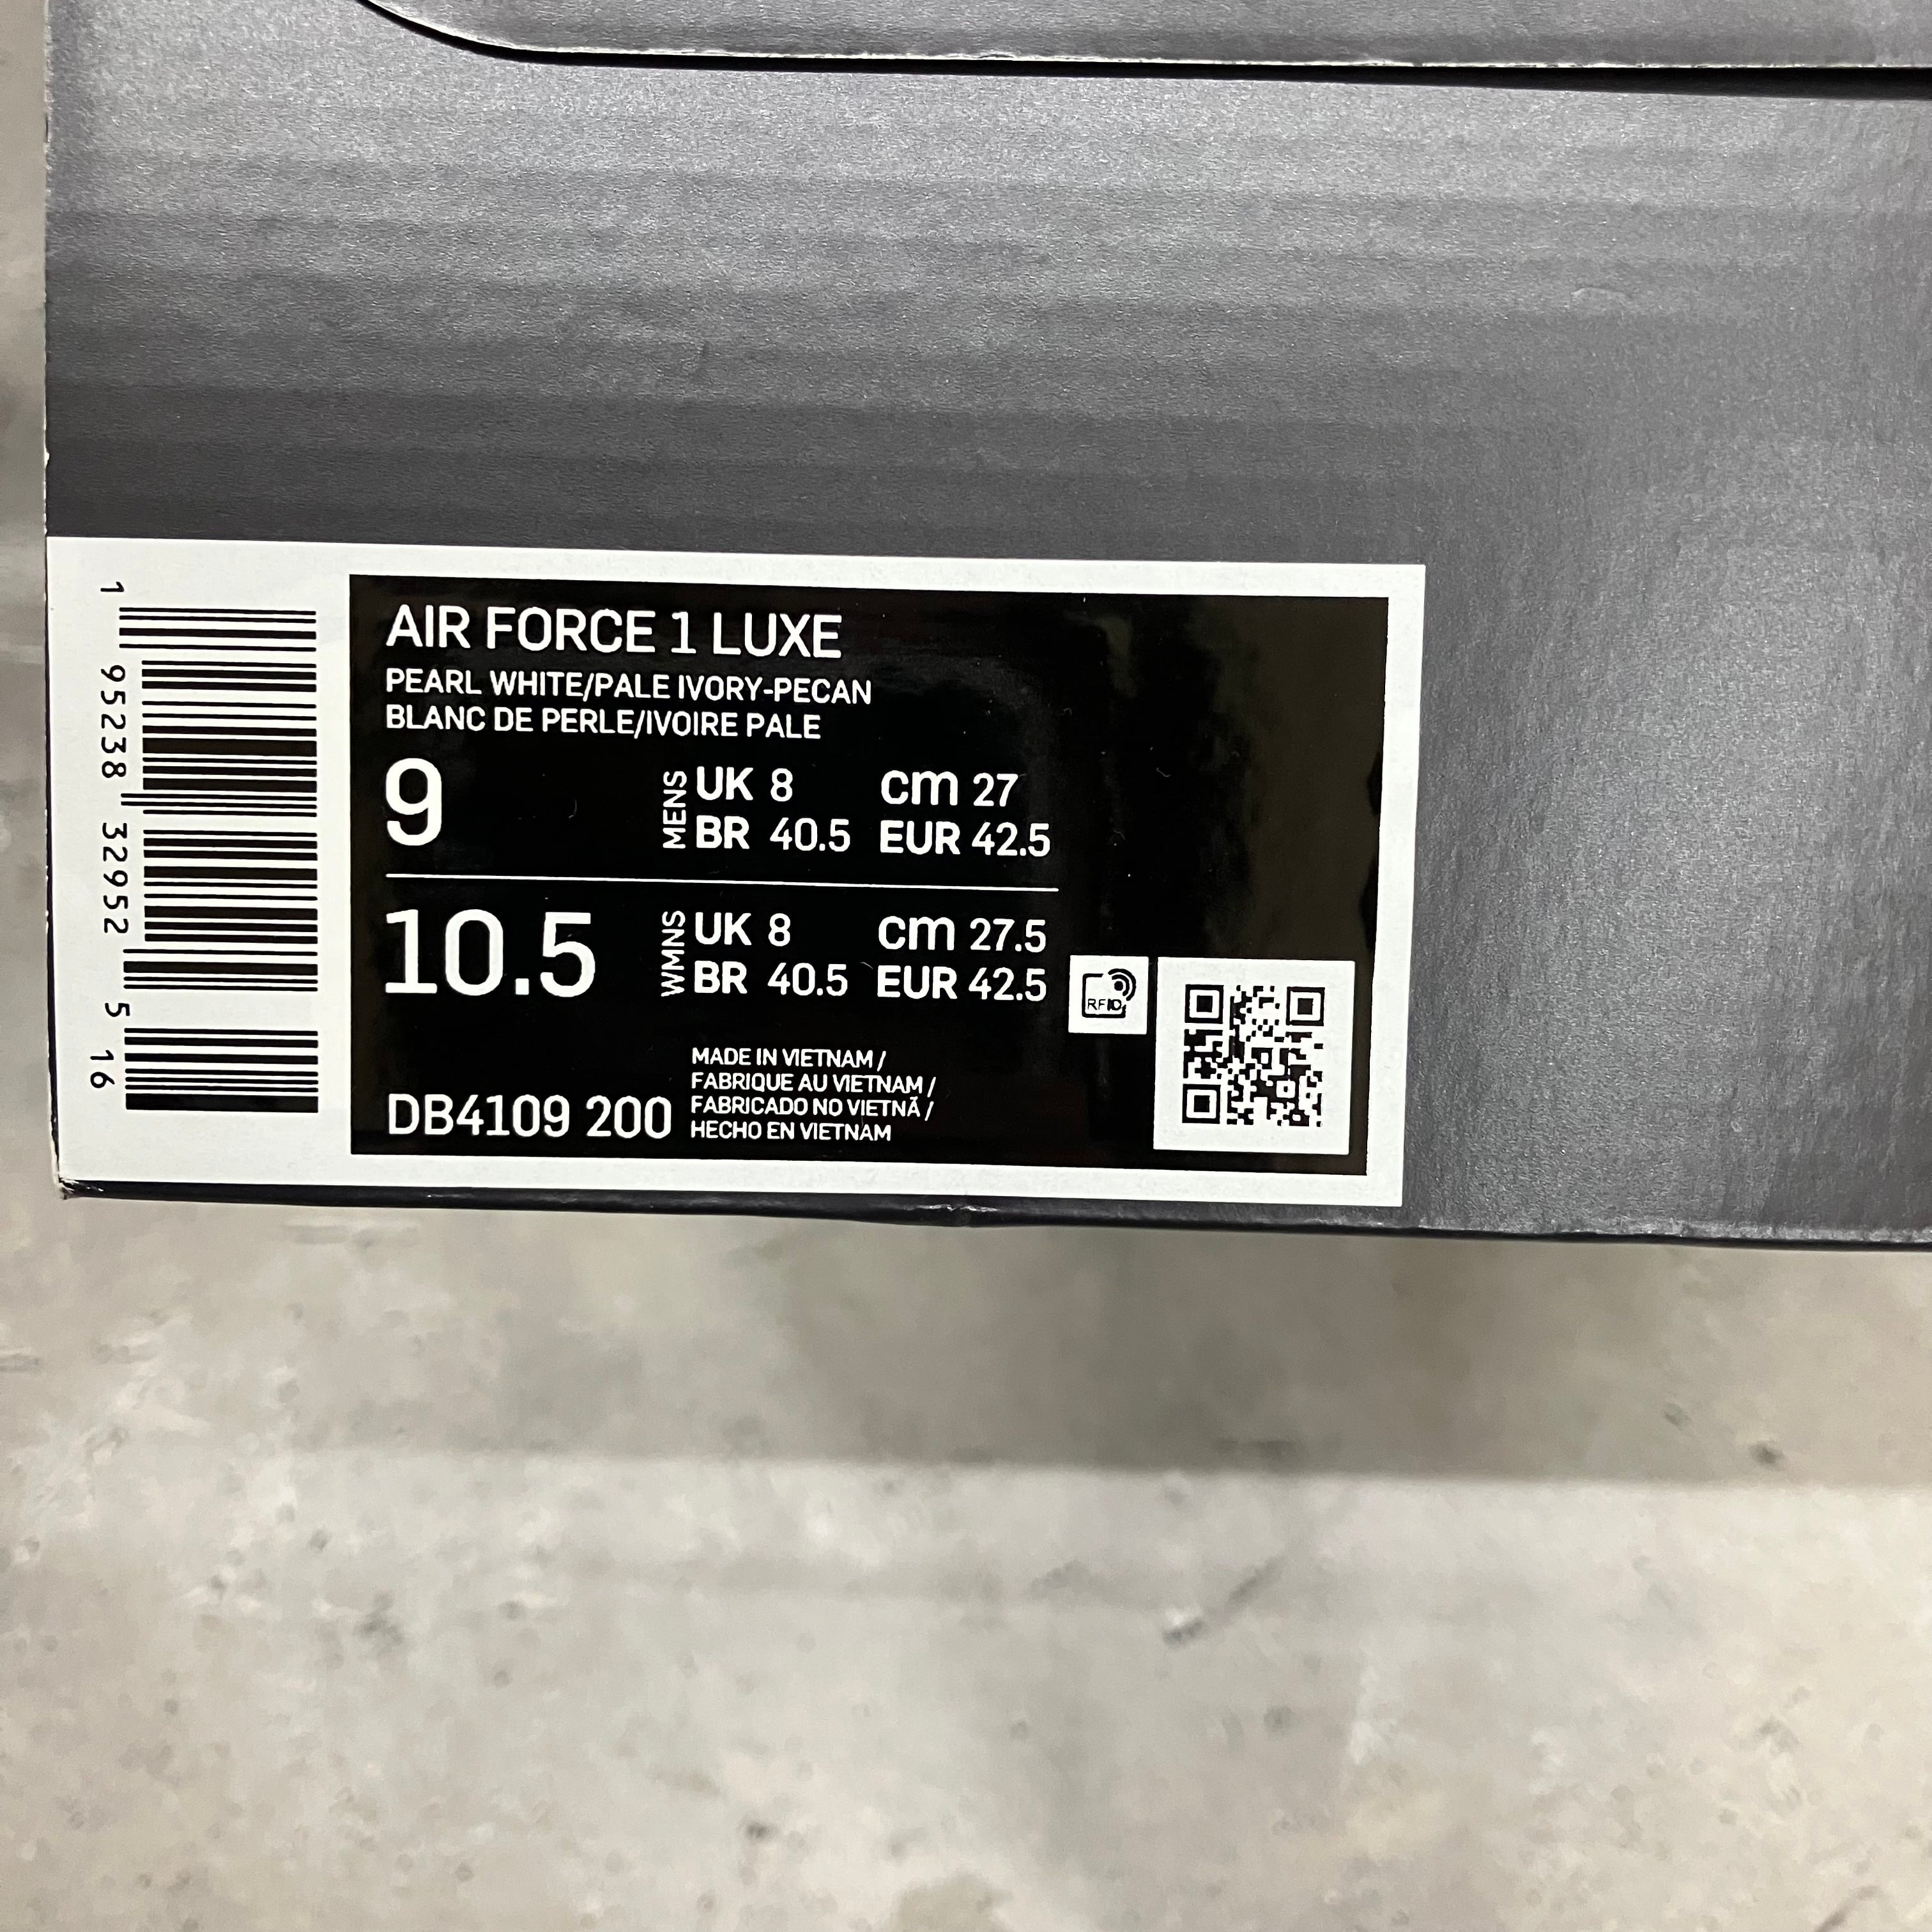 AIR FORCE 1 LUXE
PEARL WHITE/PALE IVORY-PECAN
BLANC DE PERLE/IVOIRE PALE
9
MENS
UK 8 cm 27
BR 40.5 EUR 42.5
10.5
WMNS
UK 8 cm 27.5
BR 40.5 EUR 42.5
RFID
DB4109 200
MADE IN VIETNAM /
FABRIQUE AU VIETNAM /
FABRICADO NO VIETNÃ /
HECHO EN VIETNAM
1 95238 32952 5 16